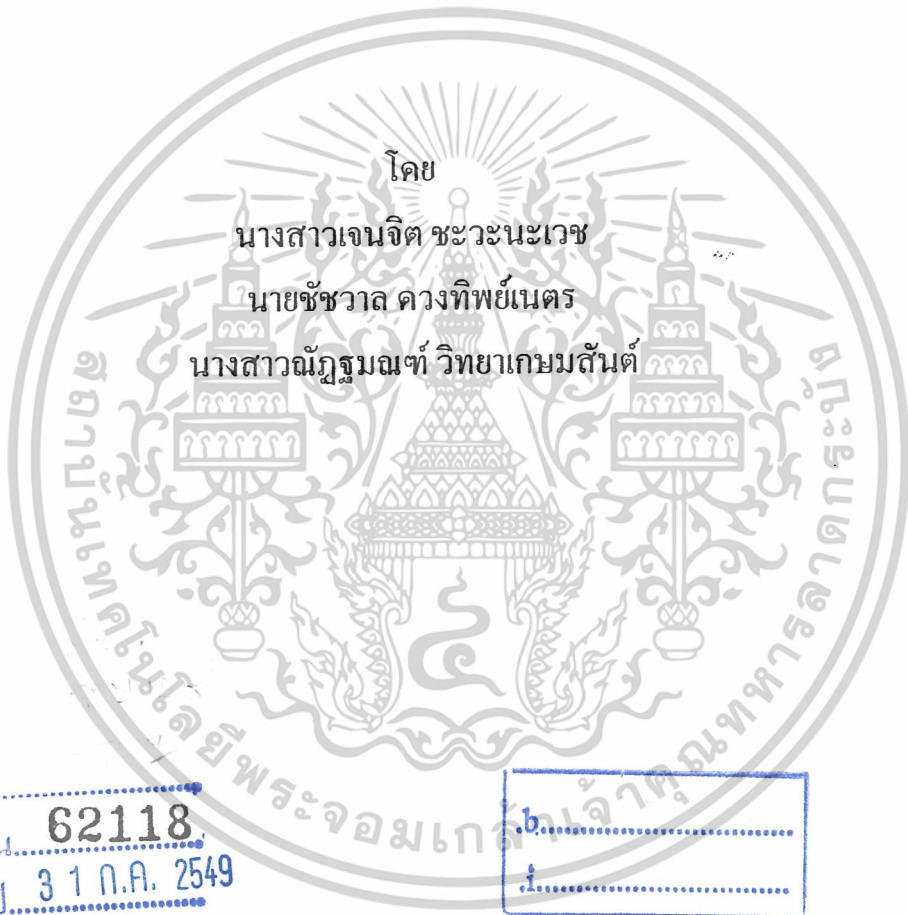 โดย
นางสาวเจนจิต ชะวะนะเวช
นายชัชวาล ดวงทิพย์เนตร
นางสาวณัฏฐมณฑ์ วิทยาเกษมสันต์
สถาบันเทคโนโลยีพระจอมเกล้าเจ้าคุณทหารลาดกระบัง
62118
31 ก.ค. 2549
b
i